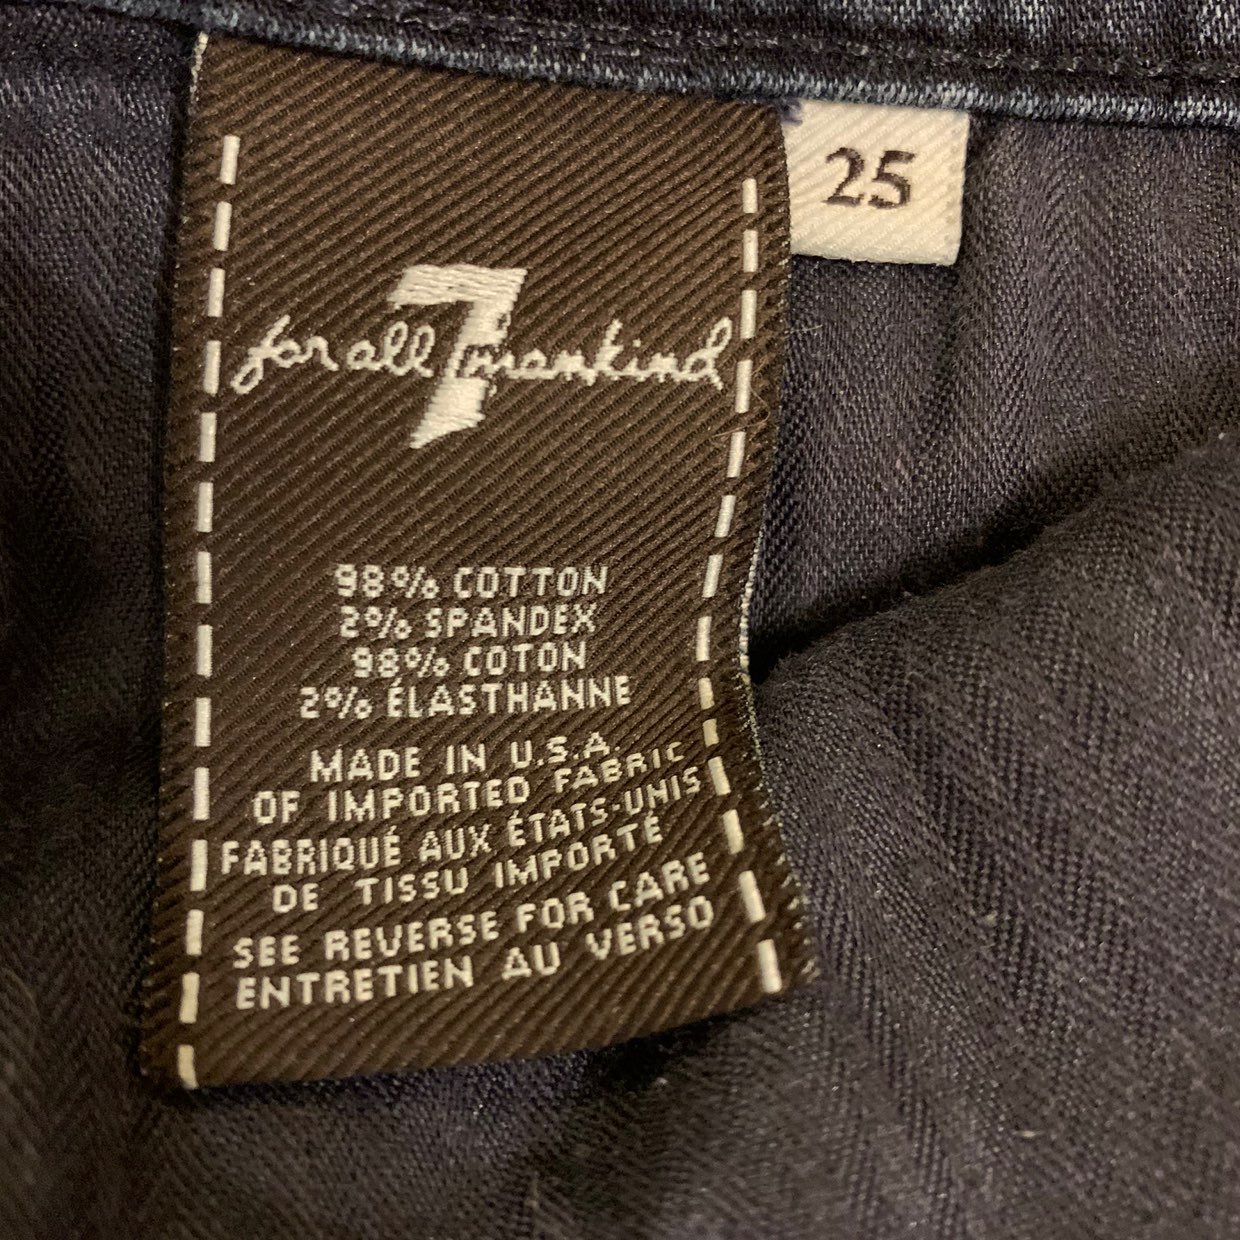 25
for all 7 mankind
98% COTTON
2% SPANDEX
98% COTON
2% ÉLASTHANNE
MADE IN U.S.A.
OF IMPORTED FABRIC
FABRIQUÉ AUX ÉTATS-UNIS
DE TISSU IMPORTÉ
SEE REVERSE FOR CARE
ENTRETIEN AU VERSO